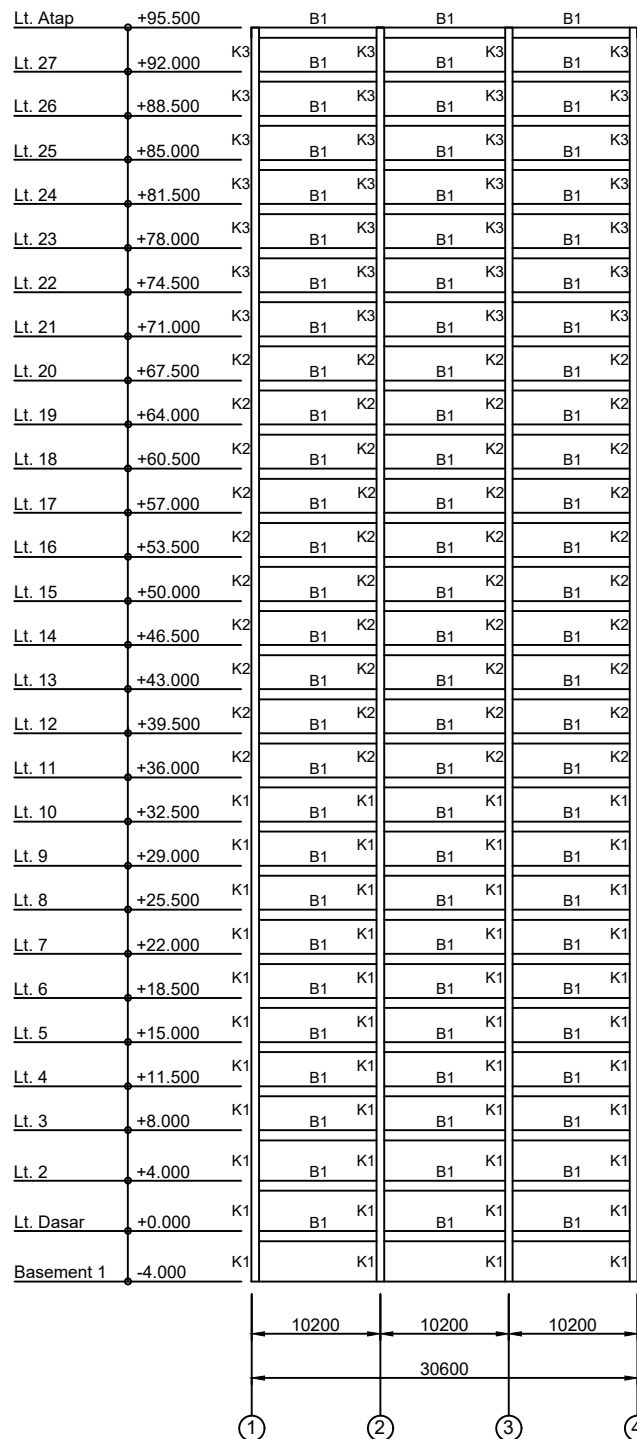 Lt. Atap +95.500 B1 B1 B1
K3 K3 K3 K3
Lt. 27 +92.000 B1 B1 B1
K3 K3 K3 K3
Lt. 26 +88.500 B1 B1 B1
K3 K3 K3 K3
Lt. 25 +85.000 B1 B1 B1
K3 K3 K3 K3
Lt. 24 +81.500 B1 B1 B1
K3 K3 K3 K3
Lt. 23 +78.000 B1 B1 B1
K3 K3 K3 K3
Lt. 22 +74.500 B1 B1 B1
K3 K3 K3 K3
Lt. 21 +71.000 B1 B1 B1
K2 K2 K2 K2
Lt. 20 +67.500 B1 B1 B1
K2 K2 K2 K2
Lt. 19 +64.000 B1 B1 B1
K2 K2 K2 K2
Lt. 18 +60.500 B1 B1 B1
K2 K2 K2 K2
Lt. 17 +57.000 B1 B1 B1
K2 K2 K2 K2
Lt. 16 +53.500 B1 B1 B1
K2 K2 K2 K2
Lt. 15 +50.000 B1 B1 B1
K2 K2 K2 K2
Lt. 14 +46.500 B1 B1 B1
K2 K2 K2 K2
Lt. 13 +43.000 B1 B1 B1
K2 K2 K2 K2
Lt. 12 +39.500 B1 B1 B1
K2 K2 K2 K2
Lt. 11 +36.000 B1 B1 B1
K1 K1 K1 K1
Lt. 10 +32.500 B1 B1 B1
K1 K1 K1 K1
Lt. 9 +29.000 B1 B1 B1
K1 K1 K1 K1
Lt. 8 +25.500 B1 B1 B1
K1 K1 K1 K1
Lt. 7 +22.000 B1 B1 B1
K1 K1 K1 K1
Lt. 6 +18.500 B1 B1 B1
K1 K1 K1 K1
Lt. 5 +15.000 B1 B1 B1
K1 K1 K1 K1
Lt. 4 +11.500 B1 B1 B1
K1 K1 K1 K1
Lt. 3 +8.000 B1 B1 B1
K1 K1 K1 K1
Lt. 2 +4.000 B1 B1 B1
K1 K1 K1 K1
Lt. Dasar +0.000 B1 B1 B1
K1 K1 K1 K1
Basement 1 -4.000
10200 10200 10200
30600
1 2 3 4